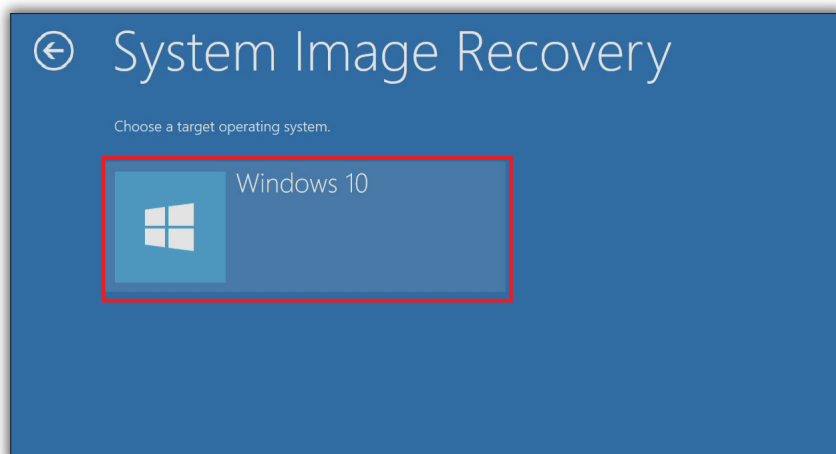 System Image Recovery
Choose a target operating system.
Windows 10